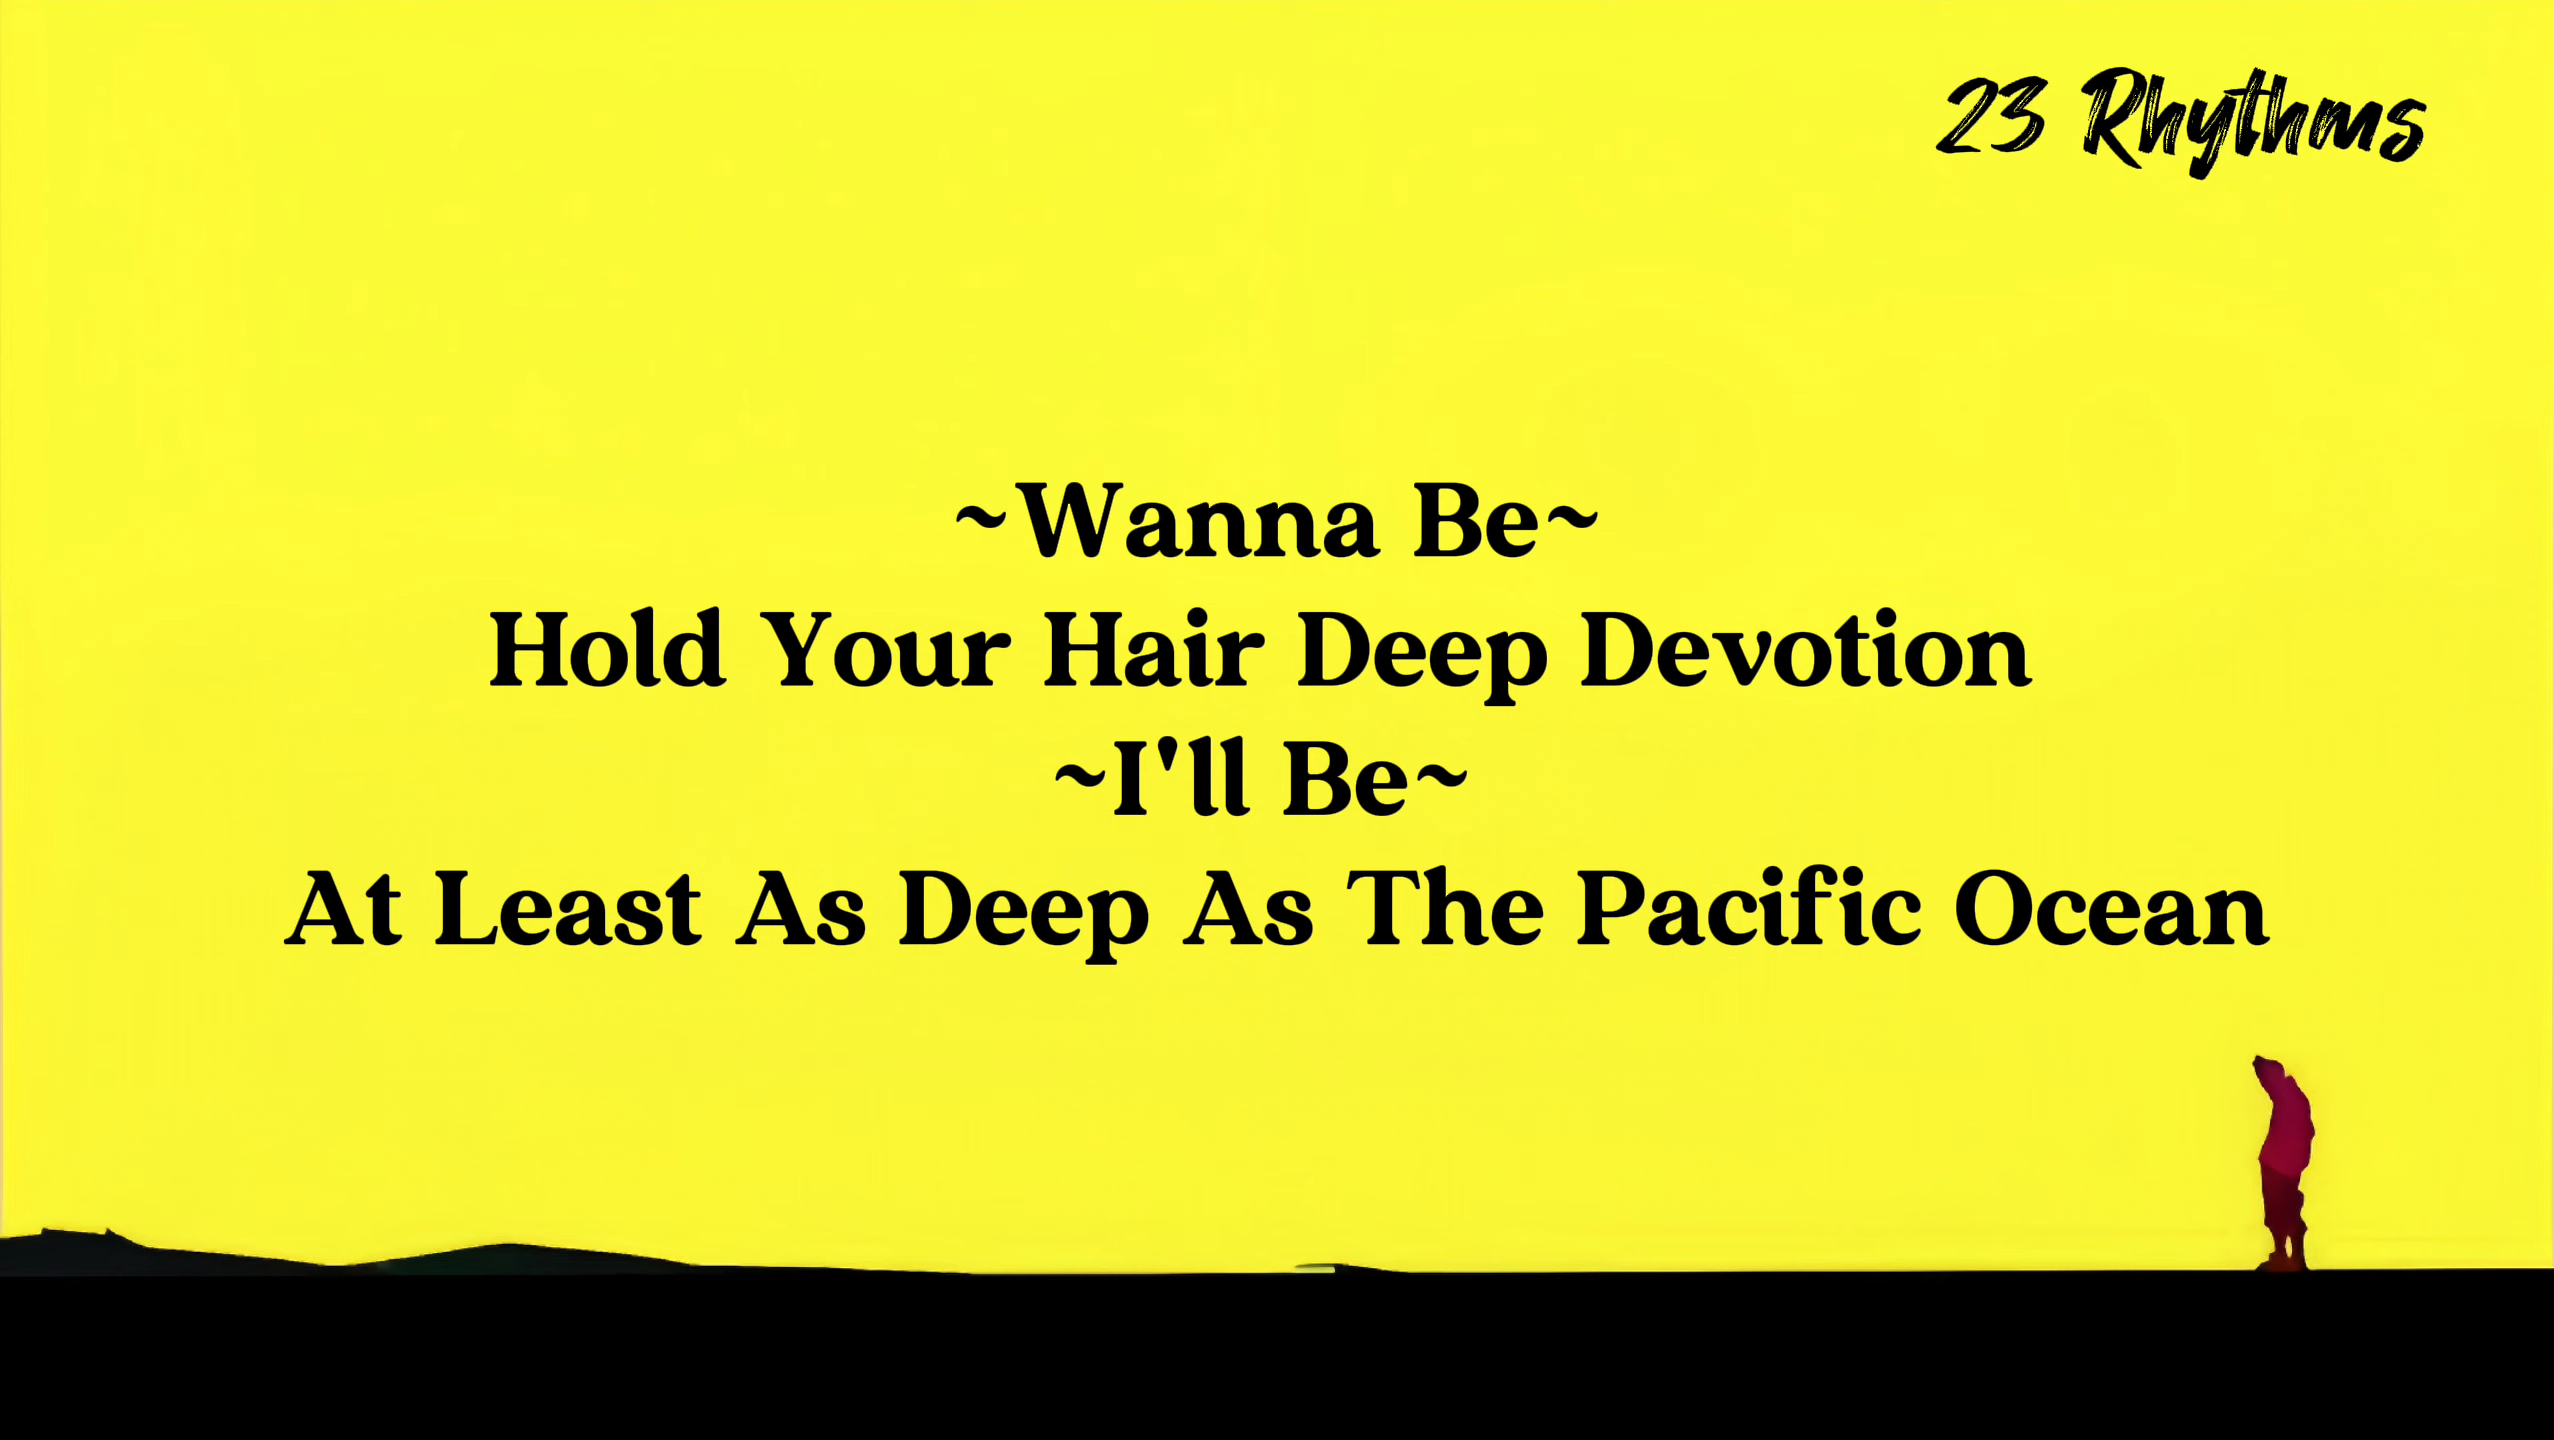 23 Rhythms
~Wanna Be~
Hold Your Hair Deep Devotion
~I'll Be~
At Least As Deep As The Pacific Ocean